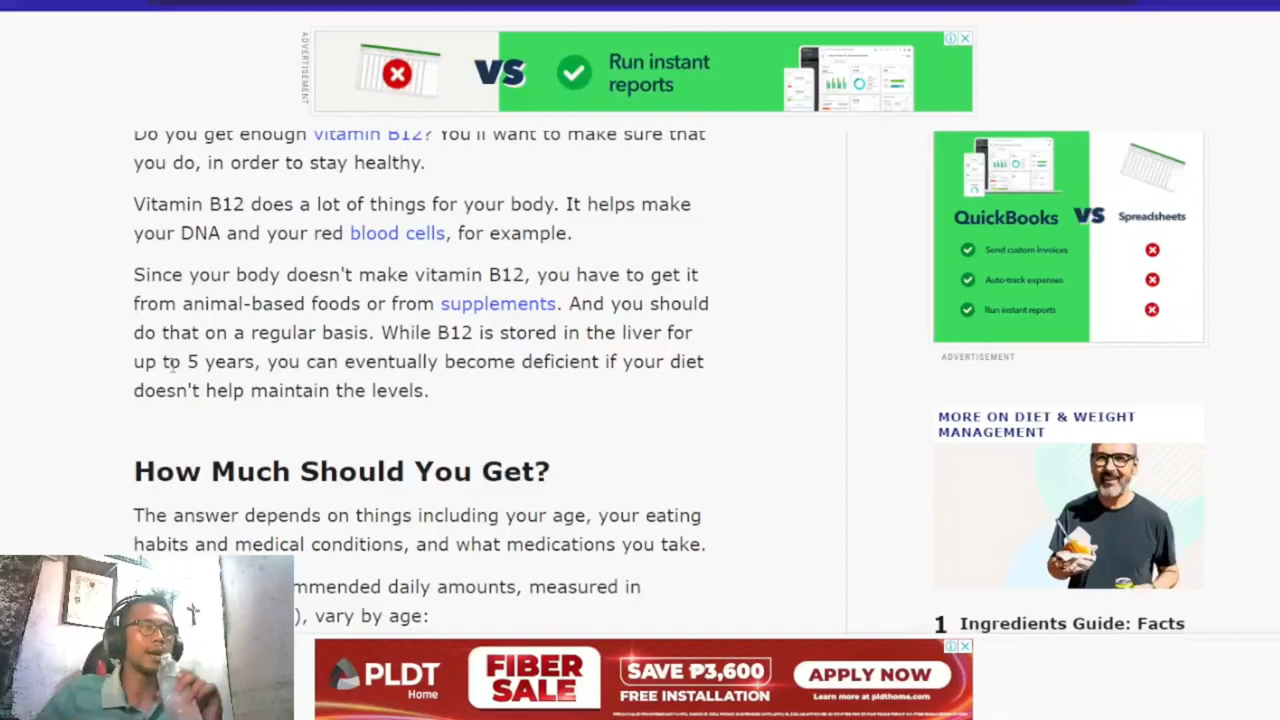 ADVERTISEMENT
VS
Run instant
reports
Do you get enough vitamin B12? You'll want to make sure that
you do, in order to stay healthy.
Vitamin B12 does a lot of things for your body. It helps make
your DNA and your red blood cells, for example.
Since your body doesn't make vitamin B12, you have to get it
from animal-based foods or from supplements. And you should
do that on a regular basis. While B12 is stored in the liver for
up to 5 years, you can eventually become deficient if your diet
doesn't help maintain the levels.
How Much Should You Get?
The answer depends on things including your age, your eating
habits and medical conditions, and what medications you take.
mmended daily amounts, measured in
), vary by age:
QuickBooks VS Spreadsheets
Send custom invoices
Auto-track expenses
Run instant reports
ADVERTISEMENT
MORE ON DIET & WEIGHT
MANAGEMENT
1 Ingredients Guide: Facts
PLDT
Home
FIBER
SALE
SAVE ₱3,600
FREE INSTALLATION
APPLY NOW
Learn more at pldthome.com